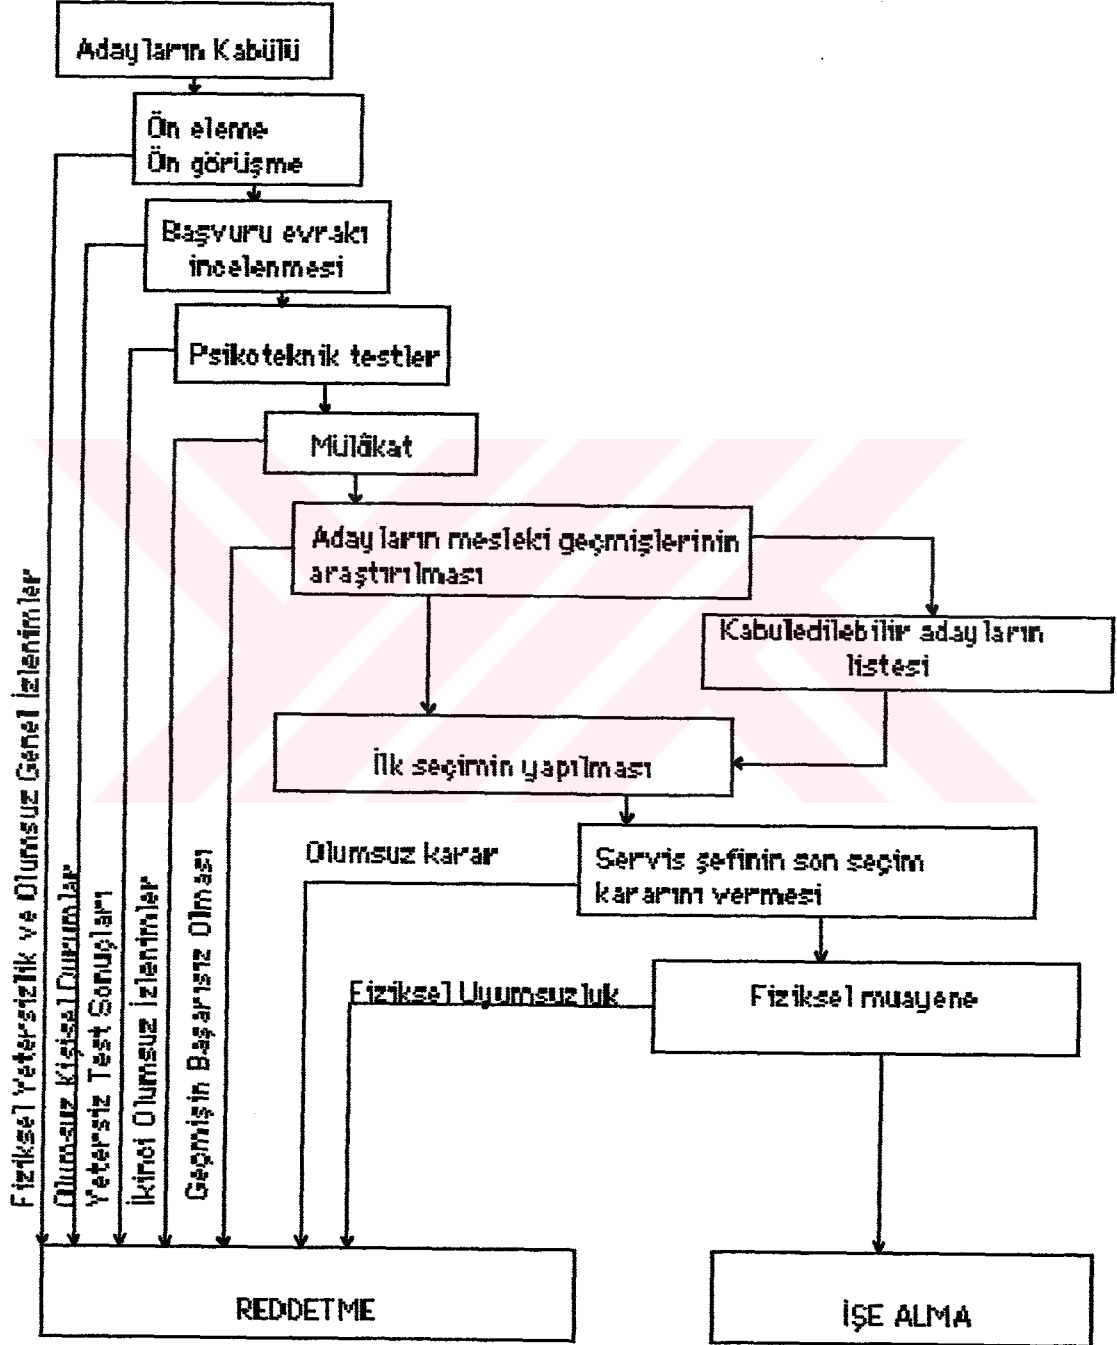 Adayların Kabülü
Ön eleme
Ön görüşme
Başvuru evrakı
incelenmesi
Psikoteknik testler
Mülâkat
Adayların mesleki geçmişlerinin
araştırılması
Kabuledilebilir adayların
listesi
İlk seçimin yapılması
Olumsuz karar
Servis şefinin son seçim
kararını vermesi
Fiziksel Uyumsuzluk
Fiziksel muayene
Fiziksel Yetersizlik ve Olumsuz Genel İzlenimler
Olumsuz Kişisel Durumlar
Yetersiz Test Sonuçları
İkinci Olumsuz İzlenimler
Geçmişin Başarısız Olması
REDDETME
İŞE ALMA